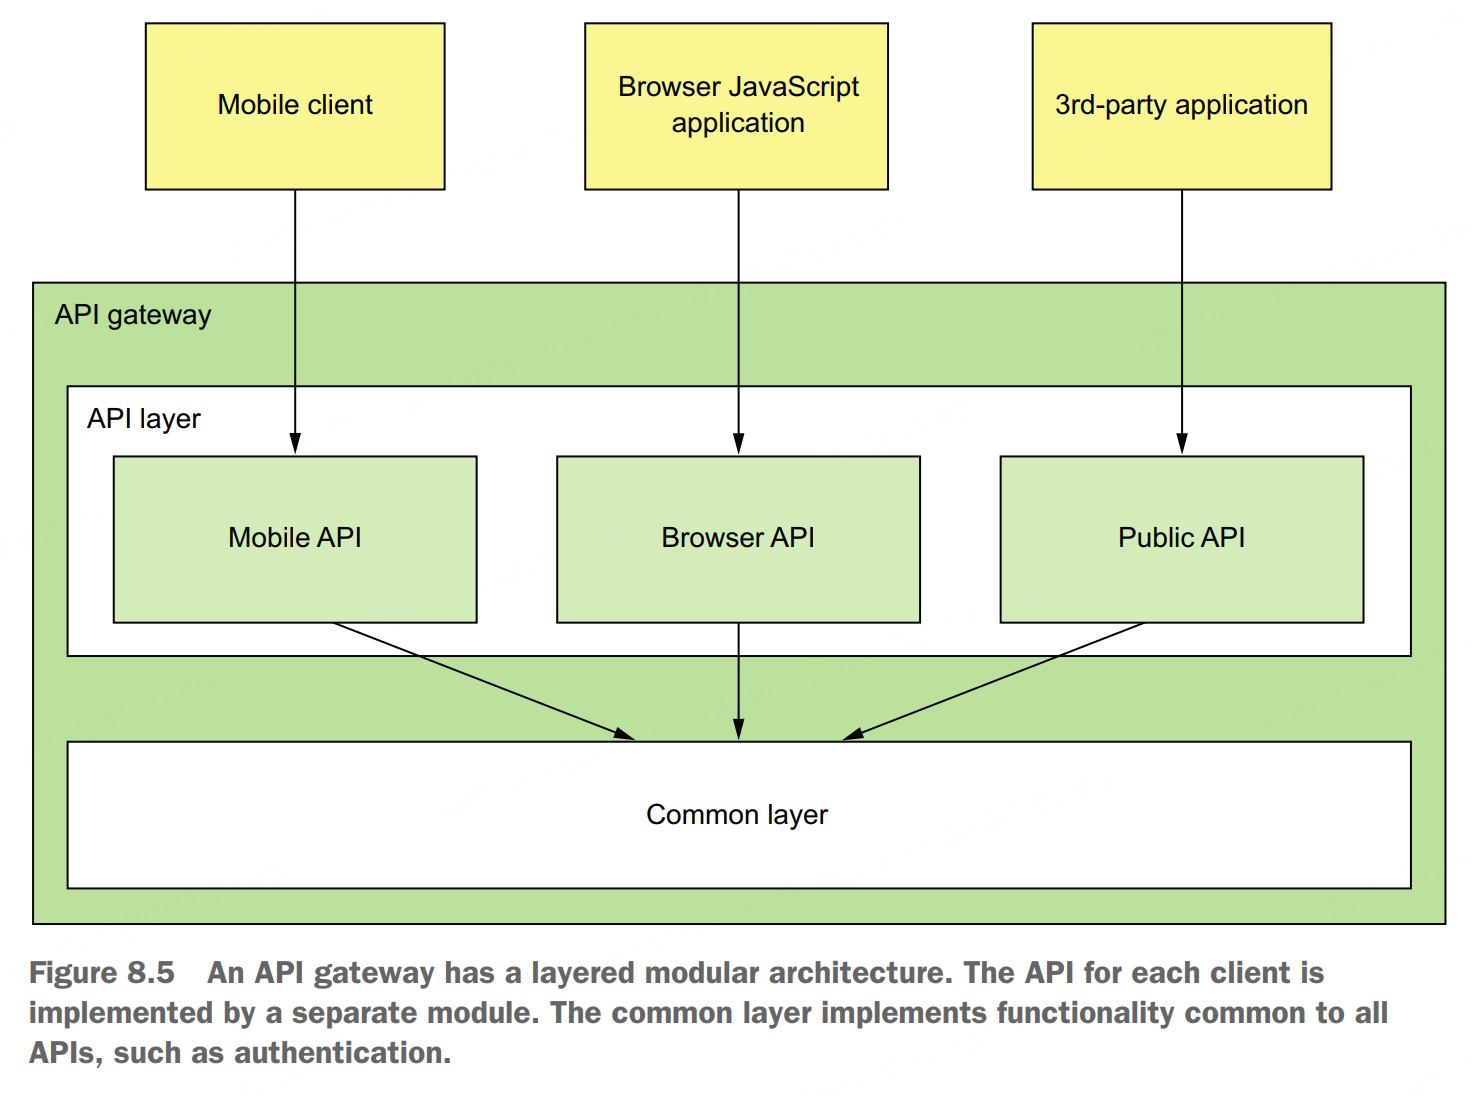 Mobile client
Browser JavaScript
application
3rd-party application
API gateway
API layer
Mobile API
Browser API
Public API
Common layer
Figure 8.5 An API gateway has a layered modular architecture. The API for each client is
implemented by a separate module. The common layer implements functionality common to all
APIs, such as authentication.